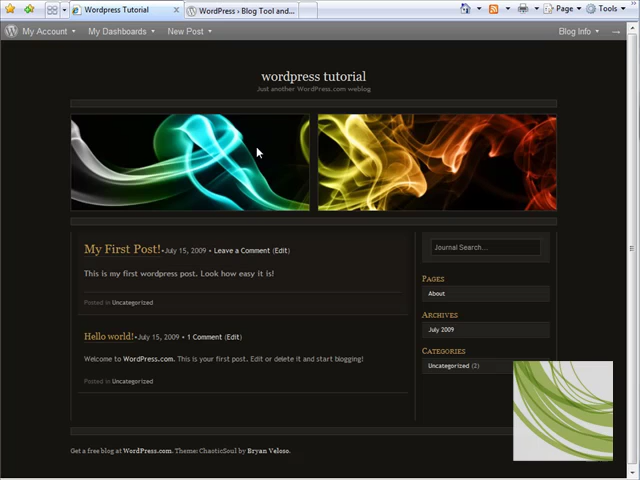 Wordpress Tutorial
WordPress › Blog Tool and...
Page
Tools
My Account
My Dashboards
New Post
Blog Info
wordpress tutorial
Just another WordPress.com weblog
My First Post! • July 15, 2009 • Leave a Comment (Edit)
This is my first wordpress post. Look how easy it is!
Posted in Uncategorized
Hello world! • July 15, 2009 • 1 Comment (Edit)
Welcome to WordPress.com. This is your first post. Edit or delete it and start blogging!
Posted in Uncategorized
Journal Search...
Pages
About
Archives
July 2009
Categories
Uncategorized (2)
Get a free blog at WordPress.com. Theme: ChaoticSoul by Bryan Veloso.